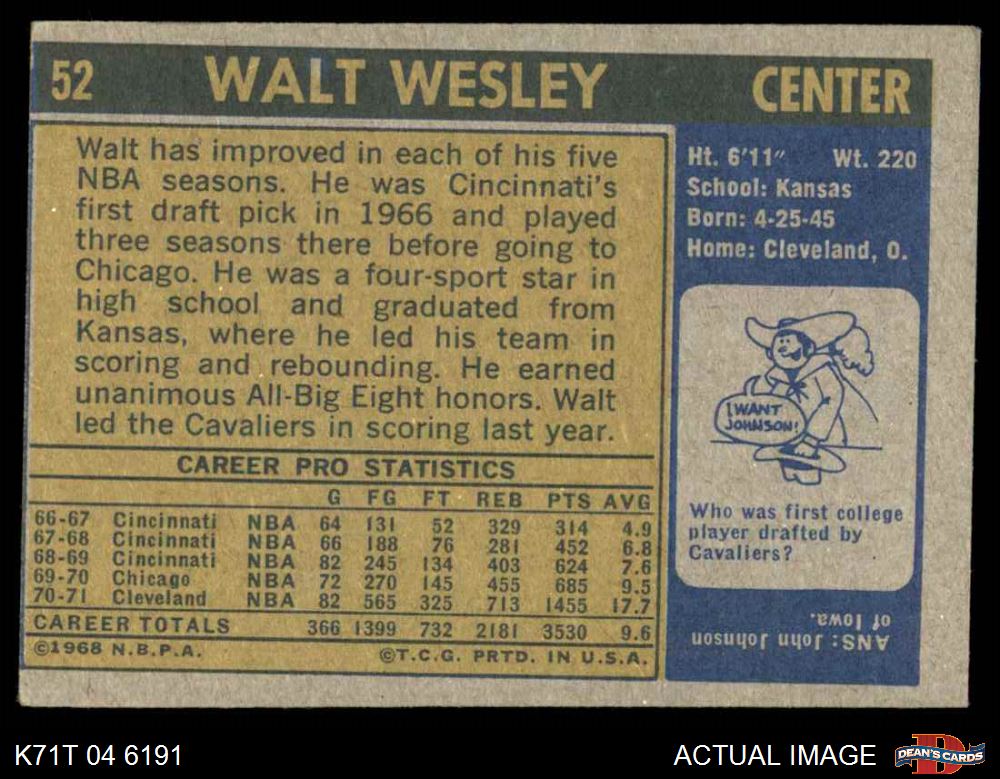 52 WALT WESLEY CENTER
Walt has improved in each of his five
NBA seasons. He was Cincinnati's
first draft pick in 1966 and played
three seasons there before going to
Chicago. He was a four-sport star in
high school and graduated from
Kansas, where he led his team in
scoring and rebounding. He earned
unanimous All-Big Eight honors. Walt
led the Cavaliers in scoring last year.
CAREER PRO STATISTICS
G FG FT REB PTS AVG
66-67 Cincinnati NBA 64 131 52 329 314 4.9
67-68 Cincinnati NBA 66 188 76 281 452 6.8
68-69 Cincinnati NBA 82 245 134 403 624 7.6
69-70 Chicago NBA 72 270 145 455 685 9.5
70-71 Cleveland NBA 82 565 325 713 1455 17.7
CAREER TOTALS 366 1399 732 2181 3530 9.6
©1968 N.B.P.A. ©T.C.G. PRTD. IN U.S.A.
Ht. 6'11" Wt. 220
School: Kansas
Born: 4-25-45
Home: Cleveland, O.
I WANT
JOHNSON!
Who was first college
player drafted by
Cavaliers?
ANS: John Johnson
of Iowa.
K71T 04 6191 ACTUAL IMAGE
D
DEAN'S CARDS